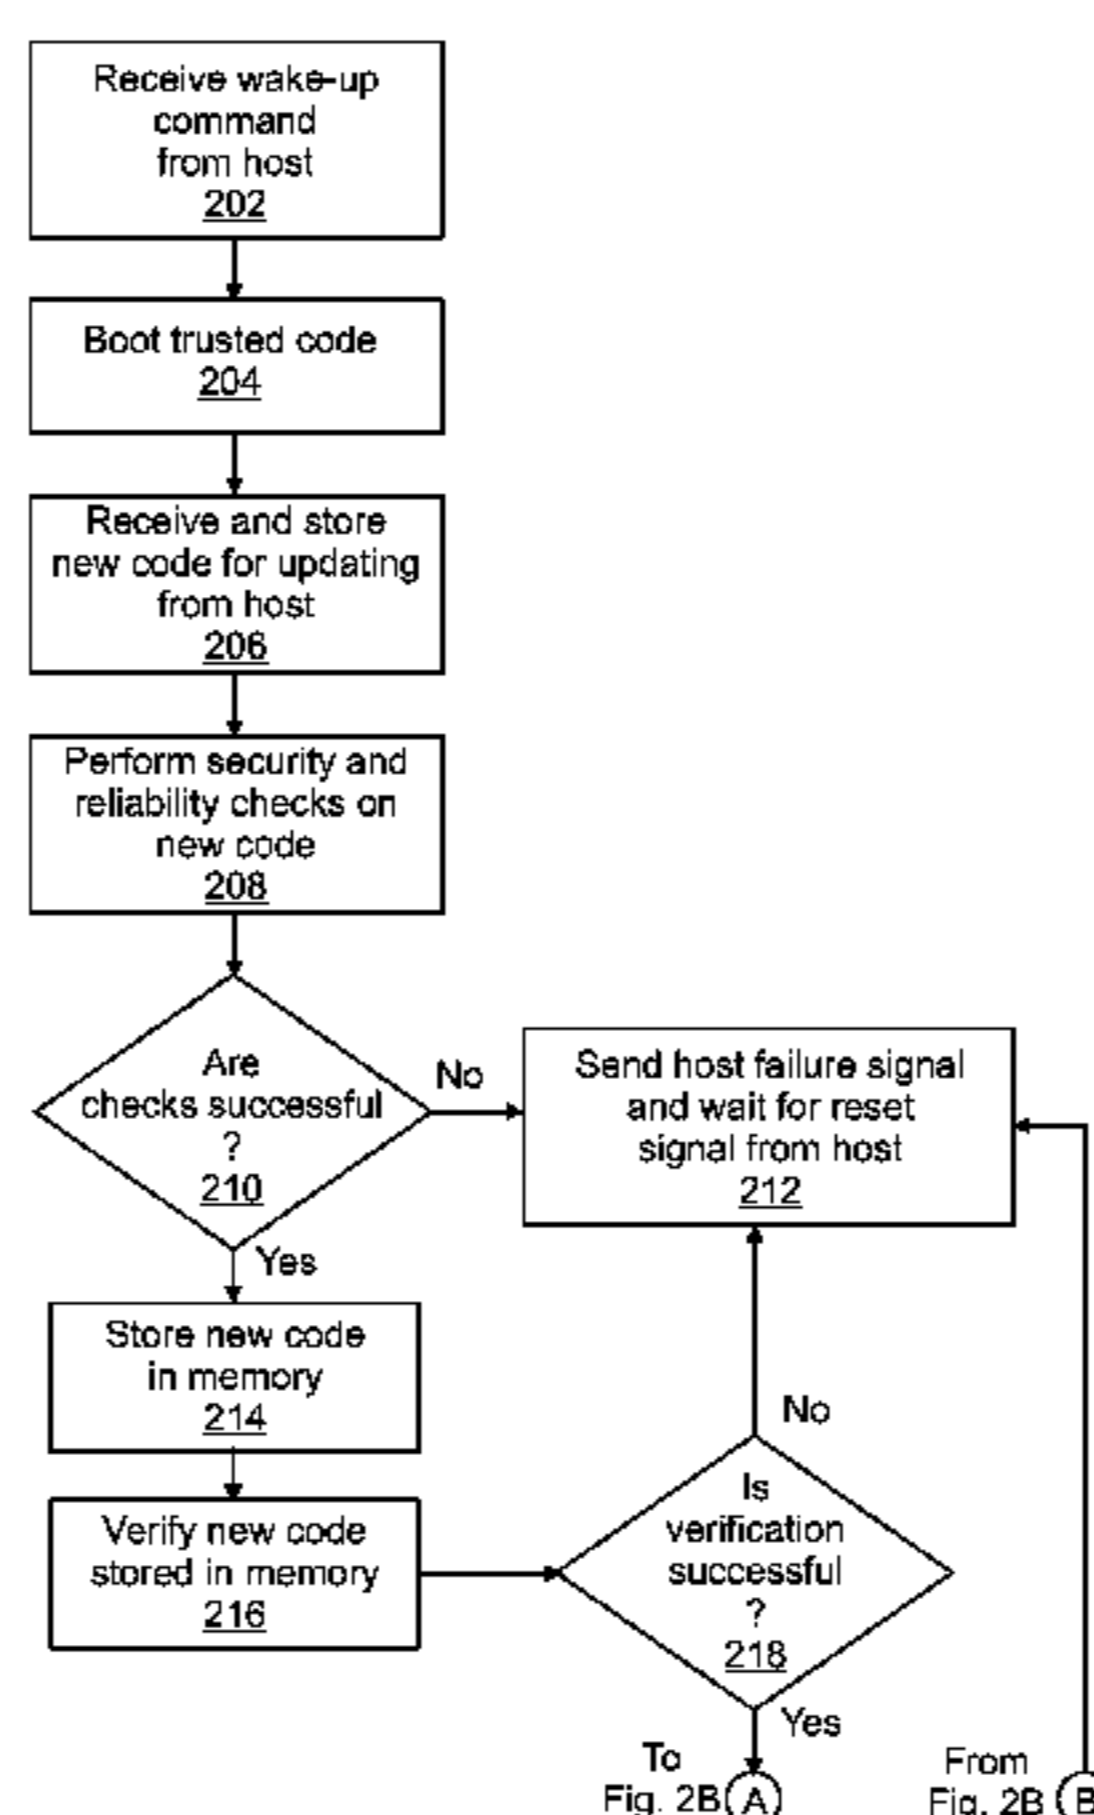 Receive wake-up
command
from host
202
Boot trusted code
204
Receive and store
new code for updating
from host
206
Perform security and
reliability checks on
new code
208
Are
checks successful
?
210
No
Send host failure signal
and wait for reset
signal from host
212
Yes
Store new code
in memory
214
No
Verify new code
stored in memory
216
Is
verification
successful
?
218
Yes
To
Fig. 2B
A
From
Fig. 2B
B